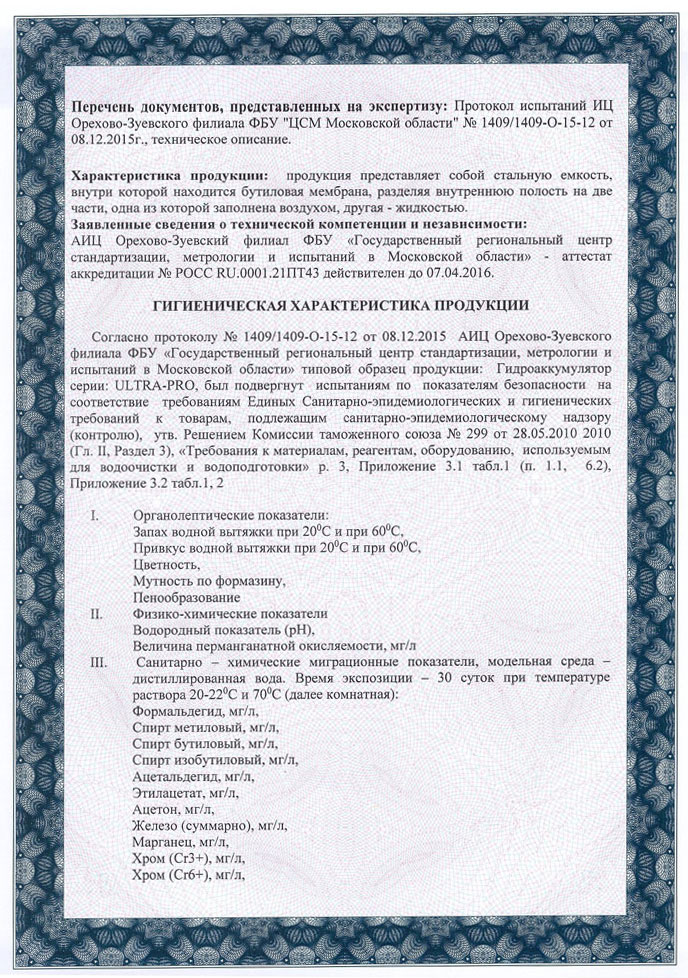 Перечень документов, представленных на экспертизу: Протокол испытаний ИЦ
Орехово-Зуевского филиала ФБУ "ЦСМ Московской области" № 1409/1409-О-15-12 от
08.12.2015г., техническое описание.
Характеристика продукции: продукция представляет собой стальную емкость,
внутри которой находится бутиловая мембрана, разделяя внутреннюю полость на две
части, одна из которой заполнена воздухом, другая - жидкостью.
Заявленные сведения о технической компетенции и независимости:
АИЦ Орехово-Зуевский филиал ФБУ «Государственный региональный центр
стандартизации, метрологии и испытаний в Московской области» - аттестат
аккредитации № РОСС RU.0001.21ПТ43 действителен до 07.04.2016.
ГИГИЕНИЧЕСКАЯ ХАРАКТЕРИСТИКА ПРОДУКЦИИ
Согласно протоколу № 1409/1409-О-15-12 от 08.12.2015 АИЦ Орехово-Зуевского
филиала ФБУ «Государственный региональный центр стандартизации, метрологии и
испытаний в Московской области» типовой образец продукции: Гидроаккумулятор
серии: ULTRA-PRO, был подвергнут испытаниям по показателям безопасности на
соответствие требованиям Единых Санитарно-эпидемиологических и гигиенических
требований к товарам, подлежащим санитарно-эпидемиологическому надзору
(контролю), утв. Решением Комиссии таможенного союза № 299 от 28.05.2010 2010
(Гл. II, Раздел 3), «Требования к материалам, реагентам, оборудованию, используемым
для водоочистки и водоподготовки» р. 3, Приложение 3.1 табл.1 (п. 1.1, 6.2),
Приложение 3.2 табл.1, 2
I. Органолептические показатели:
Запах водной вытяжки при 20⁰С и при 60⁰С,
Привкус водной вытяжки при 20⁰С и при 60⁰С,
Цветность,
Мутность по формазину,
Пенообразование
II. Физико-химические показатели
Водородный показатель (pH),
Величина перманганатной окисляемости, мг/л
III. Санитарно – химические миграционные показатели, модельная среда –
дистиллированная вода. Время экспозиции – 30 суток при температуре
раствора 20-22⁰С и 70⁰С (далее комнатная):
Формальдегид, мг/л,
Спирт метиловый, мг/л,
Спирт бутиловый, мг/л,
Спирт изобутиловый, мг/л,
Ацетальдегид, мг/л,
Этилацетат, мг/л,
Ацетон, мг/л,
Железо (суммарно), мг/л,
Марганец, мг/л,
Хром (Cr3+), мг/л,
Хром (Cr6+), мг/л,